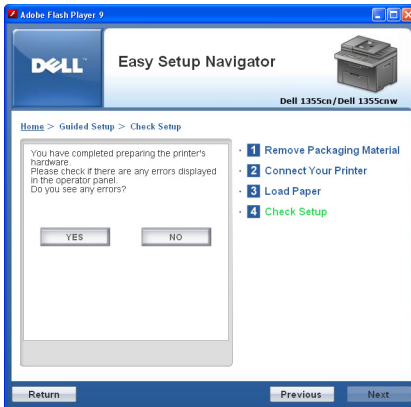 Adobe Flash Player 9
DELL
Easy Setup Navigator
Dell 1355cn/Dell 1355cnw
Home > Guided Setup > Check Setup
You have completed preparing the printer's
hardware.
Please check if there are any errors displayed
in the operator panel.
Do you see any errors?
YES
NO
· 1 Remove Packaging Material
· 2 Connect Your Printer
· 3 Load Paper
· 4 Check Setup
Return
Previous
Next